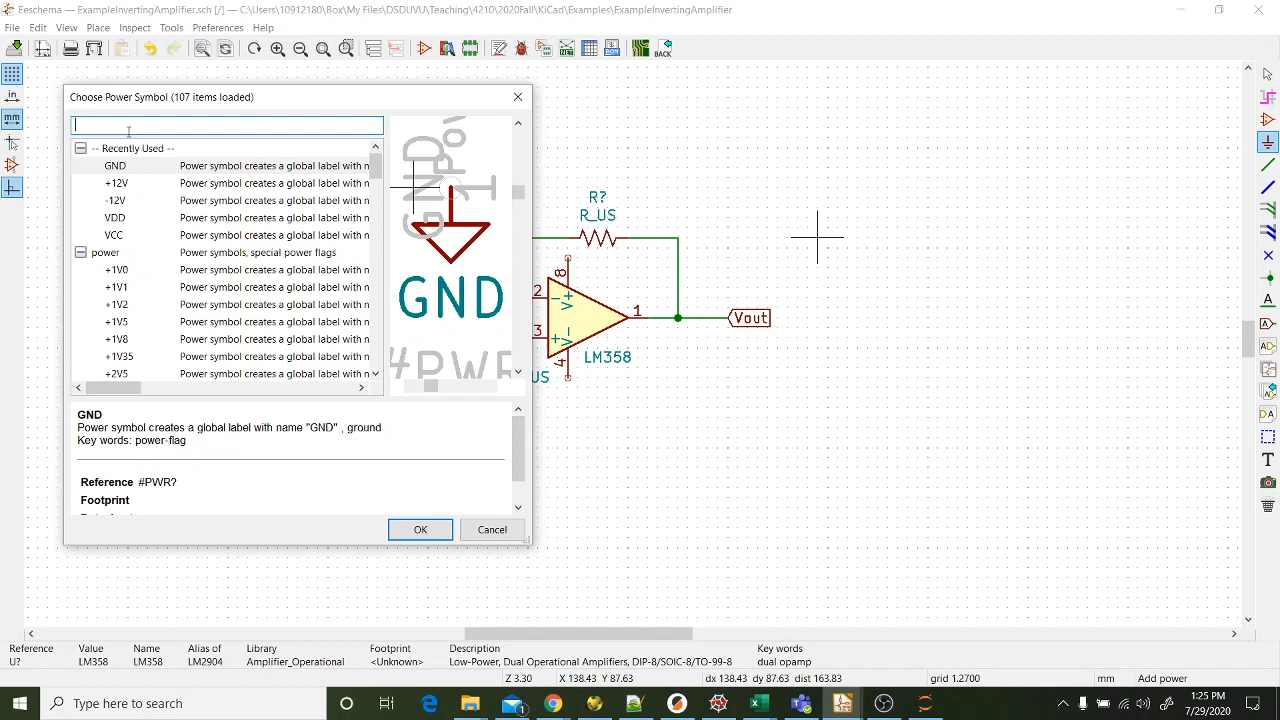 Eeschema — ExampleInvertingAmplifier.sch [/] — C:\Users\10912180\Box\My Files\DSDUVU\Teaching\4210\2020Fall\KiCad\Examples\ExampleInvertingAmplifier
File Edit View Place Inspect Tools Preferences Help
BACK
Choose Power Symbol (107 items loaded)
-- Recently Used --
GND Power symbol creates a global label with n
+12V Power symbol creates a global label with n
-12V Power symbol creates a global label with n
VDD Power symbol creates a global label with n
VCC Power symbol creates a global label with n
power Power symbols, special power flags
+1V0 Power symbol creates a global label with n
+1V1 Power symbol creates a global label with n
+1V2 Power symbol creates a global label with n
+1V5 Power symbol creates a global label with n
+1V8 Power symbol creates a global label with n
+1V35 Power symbol creates a global label with n
+2V5 Power symbol creates a global label with n
GND
GND
#PWR
GND
Power symbol creates a global label with name "GND" , ground
Key words: power-flag
Reference #PWR?
Footprint
OK Cancel
in
mm
R?
R_US
8
2
V+
1
3
V-
4
LM358
US
Vout
A
A
A
A
T
Reference Value Name Alias of Library Footprint Description Key words
U? LM358 LM358 LM2904 Amplifier_Operational <Unknown> Low-Power, Dual Operational Amplifiers, DIP-8/SOIC-8/TO-99-8 dual opamp
Z 3.30 X 138.43 Y 87.63 dx 138.43 dy 87.63 dist 163.83 grid 1.2700 mm Add power
Type here to search
1
1:25 PM
7/29/2020